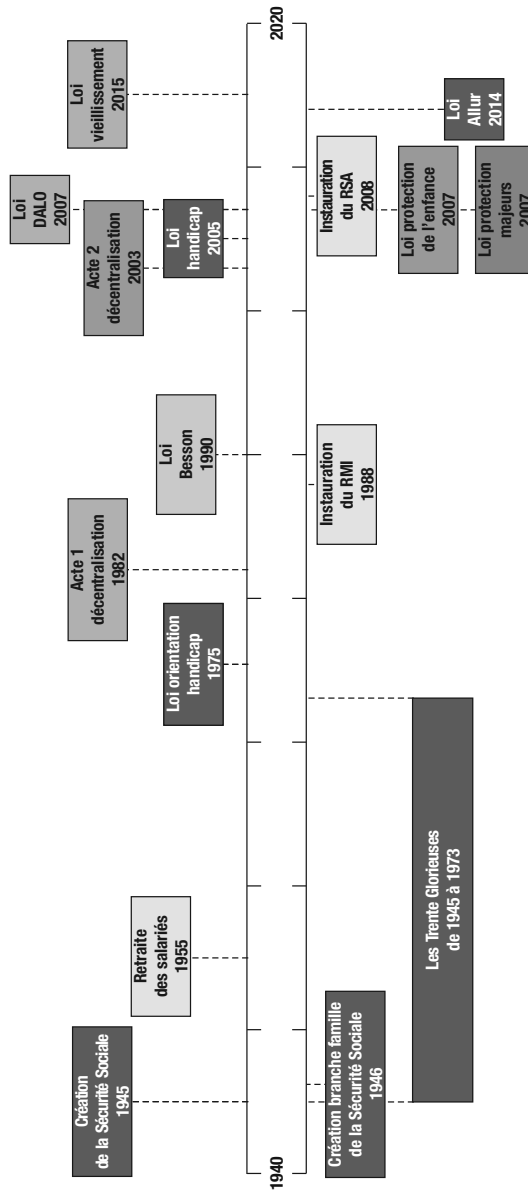 Création
de la Sécurité Sociale
1945
Retraite
des salariés
1955
Loi orientation
handicap
1975
Acte 1
décentralisation
1982
Loi
Besson
1990
Acte 2
décentralisation
2003
Loi
handicap
2005
Loi
DALO
2007
Loi
vieillissement
2015
1940
2020
Création branche famille
de la Sécurité Sociale
1946
Les Trente Glorieuses
de 1945 à 1973
Instauration
du RMI
1988
Instauration
du RSA
2008
Loi protection
de l'enfance
2007
Loi protection
majeurs
2007
Loi
Allur
2014